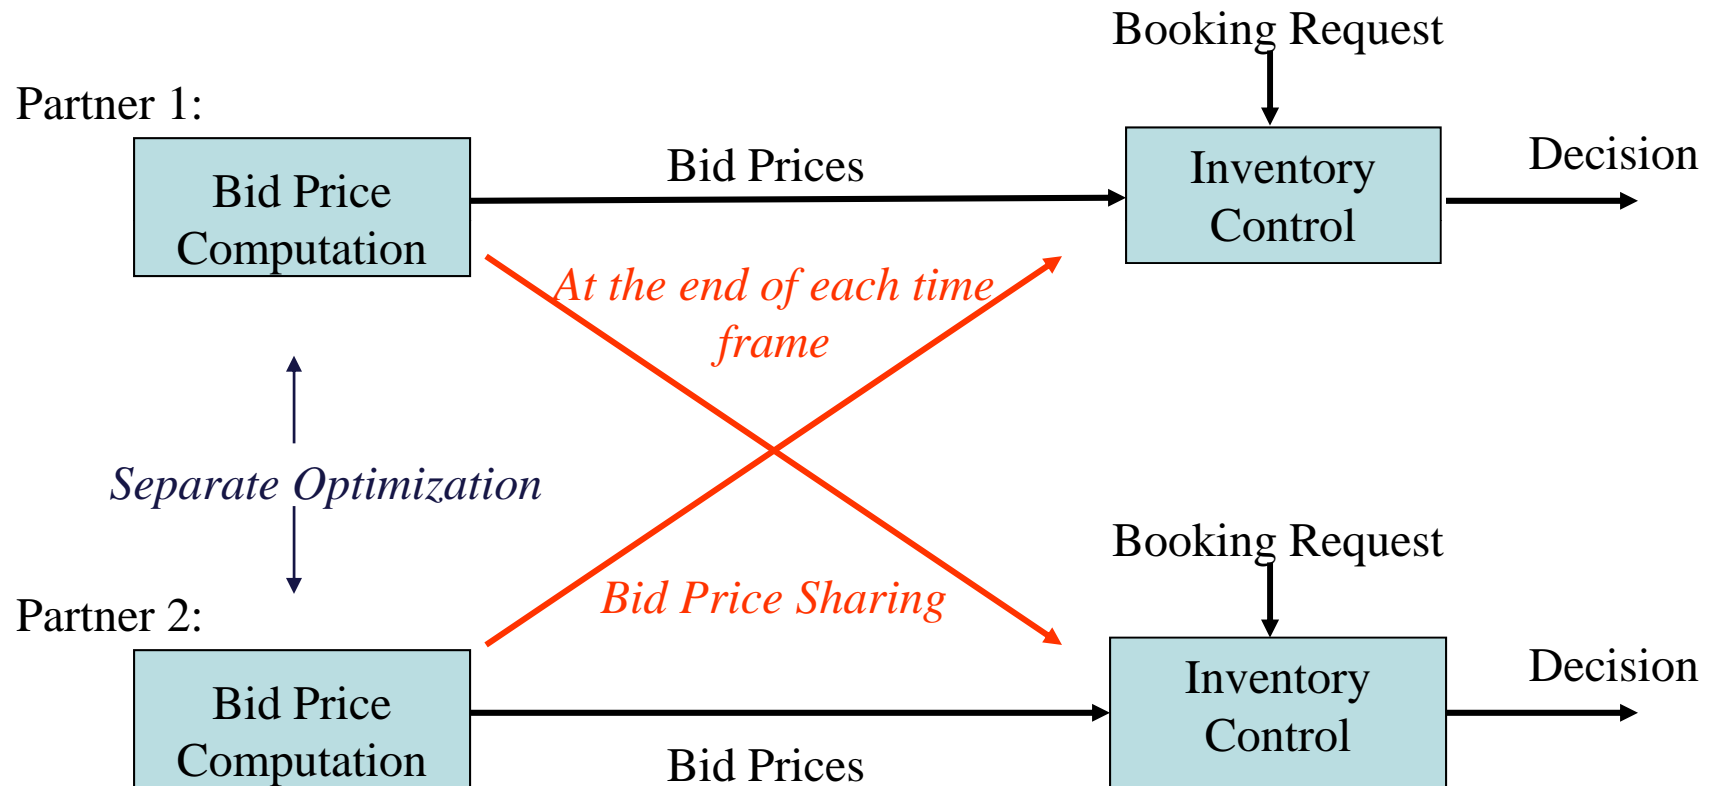 Booking Request
Partner 1:
Bid Price
Computation
Bid Prices
Inventory
Control
Decision
At the end of each time
frame
Separate Optimization
Booking Request
Bid Price Sharing
Partner 2:
Bid Price
Computation
Bid Prices
Inventory
Control
Decision